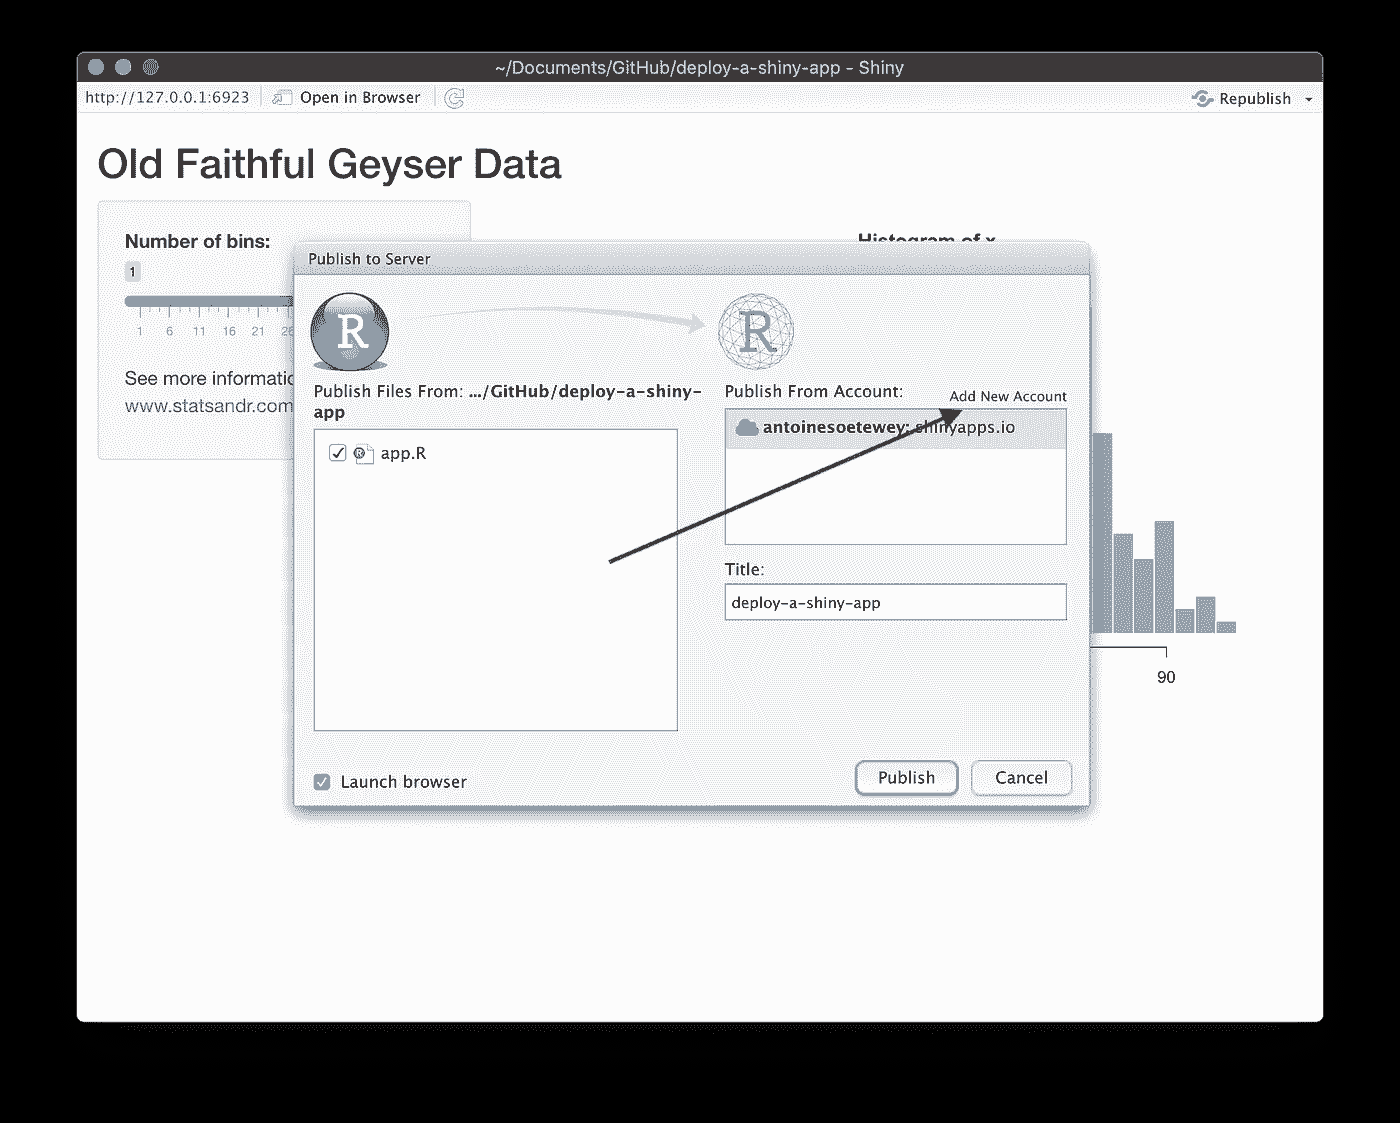 ~/Documents/GitHub/deploy-a-shiny-app - Shiny
http://127.0.0.1:6923 Open in Browser Republish
Old Faithful Geyser Data
Number of bins:
Histogram of x
1
1 6 11 16 21
See more
www.statsandr.com
90
Publish to Server
R R
Publish Files From: .../GitHub/deploy-a-shiny-
app
app.R
Publish From Account: Add New Account
antoinesoetewey: shinyapps.io
Title:
deploy-a-shiny-app
Launch browser
Publish Cancel